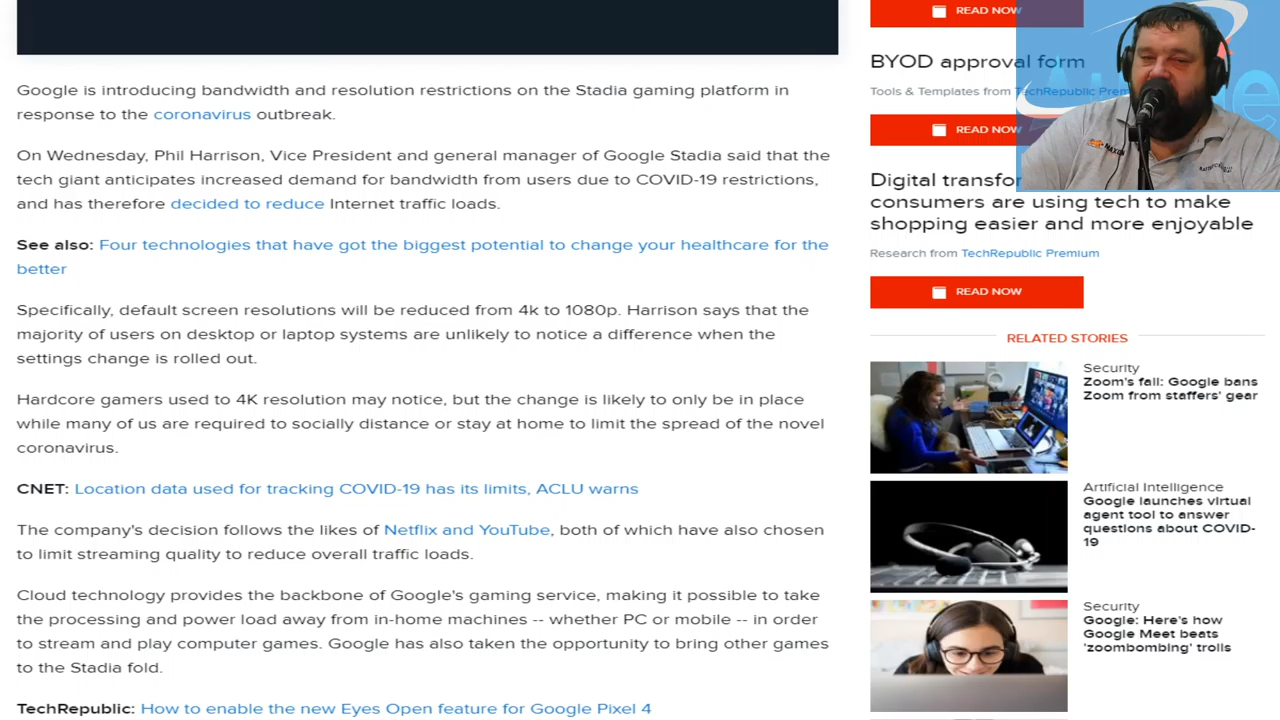 Google is introducing bandwidth and resolution restrictions on the Stadia gaming platform in
response to the coronavirus outbreak.
On Wednesday, Phil Harrison, Vice President and general manager of Google Stadia said that the
tech giant anticipates increased demand for bandwidth from users due to COVID-19 restrictions,
and has therefore decided to reduce Internet traffic loads.
See also: Four technologies that have got the biggest potential to change your healthcare for the
better
Specifically, default screen resolutions will be reduced from 4k to 1080p. Harrison says that the
majority of users on desktop or laptop systems are unlikely to notice a difference when the
settings change is rolled out.
Hardcore gamers used to 4K resolution may notice, but the change is likely to only be in place
while many of us are required to socially distance or stay at home to limit the spread of the novel
coronavirus.
CNET: Location data used for tracking COVID-19 has its limits, ACLU warns
The company's decision follows the likes of Netflix and YouTube, both of which have also chosen
to limit streaming quality to reduce overall traffic loads.
Cloud technology provides the backbone of Google's gaming service, making it possible to take
the processing and power load away from in-home machines -- whether PC or mobile -- in order
to stream and play computer games. Google has also taken the opportunity to bring other games
to the Stadia fold.
TechRepublic: How to enable the new Eyes Open feature for Google Pixel 4
READ NOW
BYOD approval form
Tools & Templates from TechRepublic Prem
READ NOW
Digital transfo
consumers are using tech to make
shopping easier and more enjoyable
Research from TechRepublic Premium
READ NOW
RELATED STORIES
Security
Zoom's fall: Google bans
Zoom from staffers' gear
Artificial Intelligence
Google launches virtual
agent tool to answer
questions about COVID-
19
Security
Google: Here's how
Google Meet beats
'zoombombing' trolls